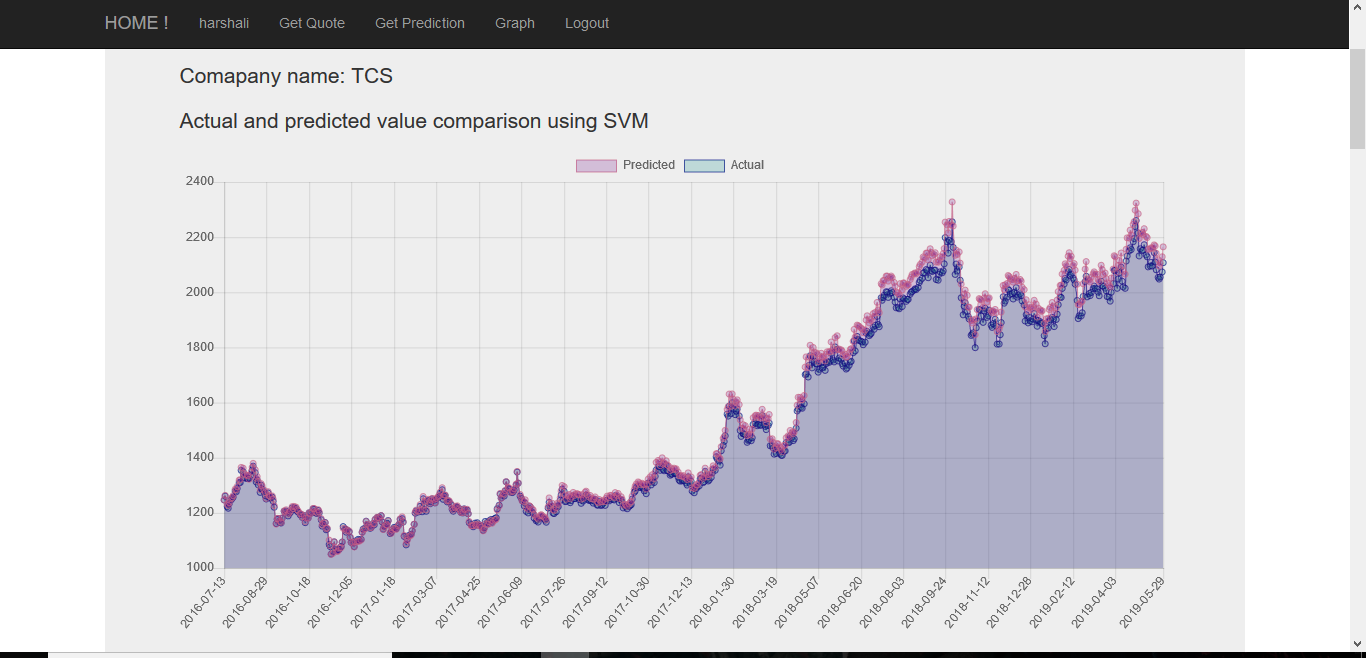 HOME ! harshali Get Quote Get Prediction Graph Logout
Comapany name: TCS
Actual and predicted value comparison using SVM
Predicted Actual
2400
2200
2000
1800
1600
1400
1200
1000
2016-07-13 2016-08-29 2016-10-18 2016-12-05 2017-01-18 2017-03-07 2017-04-25 2017-06-09 2017-07-26 2017-09-12 2017-10-30 2017-12-13 2018-01-30 2018-03-19 2018-05-07 2018-06-20 2018-08-03 2018-09-24 2018-11-12 2018-12-28 2019-02-12 2019-04-03 2019-05-29